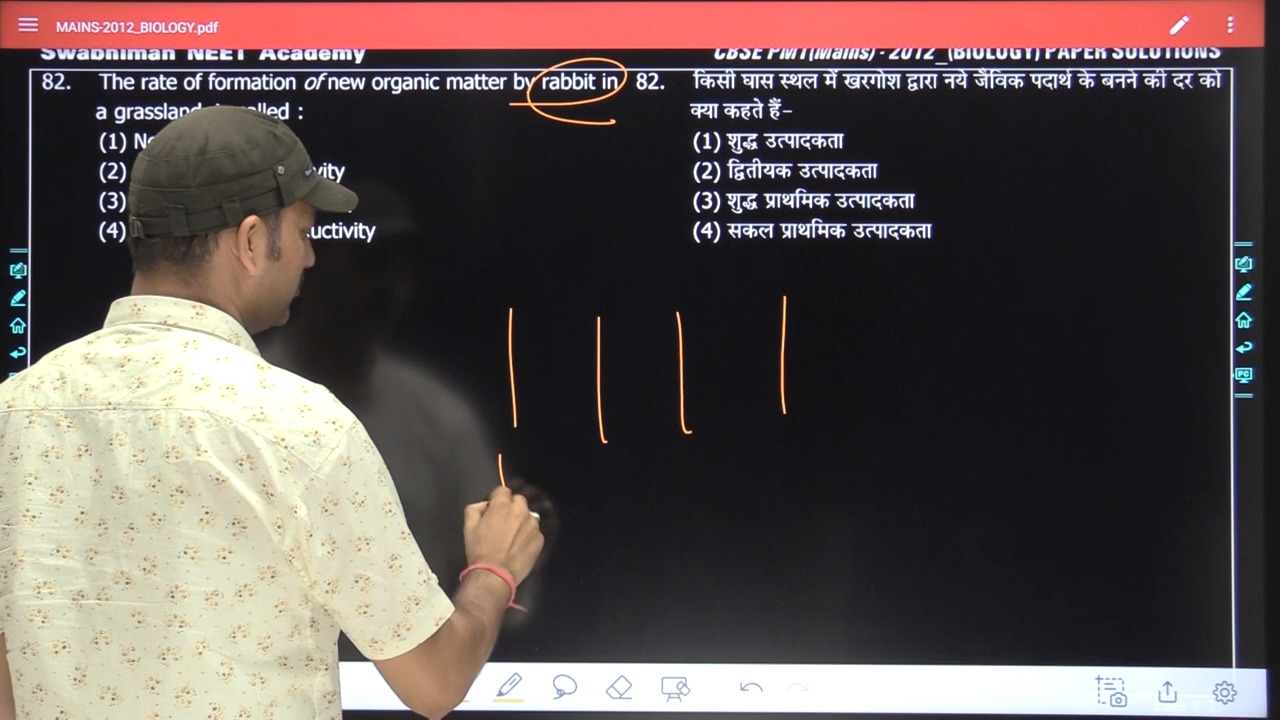 MAINS-2012_BIOLOGY.pdf
Swabhiman NEET Academy
CBSE PMT(Mains) - 2012_(BIOLOGY) PAPER SOLUTIONS
82. The rate of formation of new organic matter by rabbit in
a grassland :
(1)
(2)
(3)
(4)
82. किसी घास स्थल में खरगोश द्वारा नये जैविक पदार्थ के बनने की दर को
क्या कहते हैं-
(1) शुद्ध उत्पादकता
(2) द्वितीयक उत्पादकता
(3) शुद्ध प्राथमिक उत्पादकता
(4) सकल प्राथमिक उत्पादकता
PC